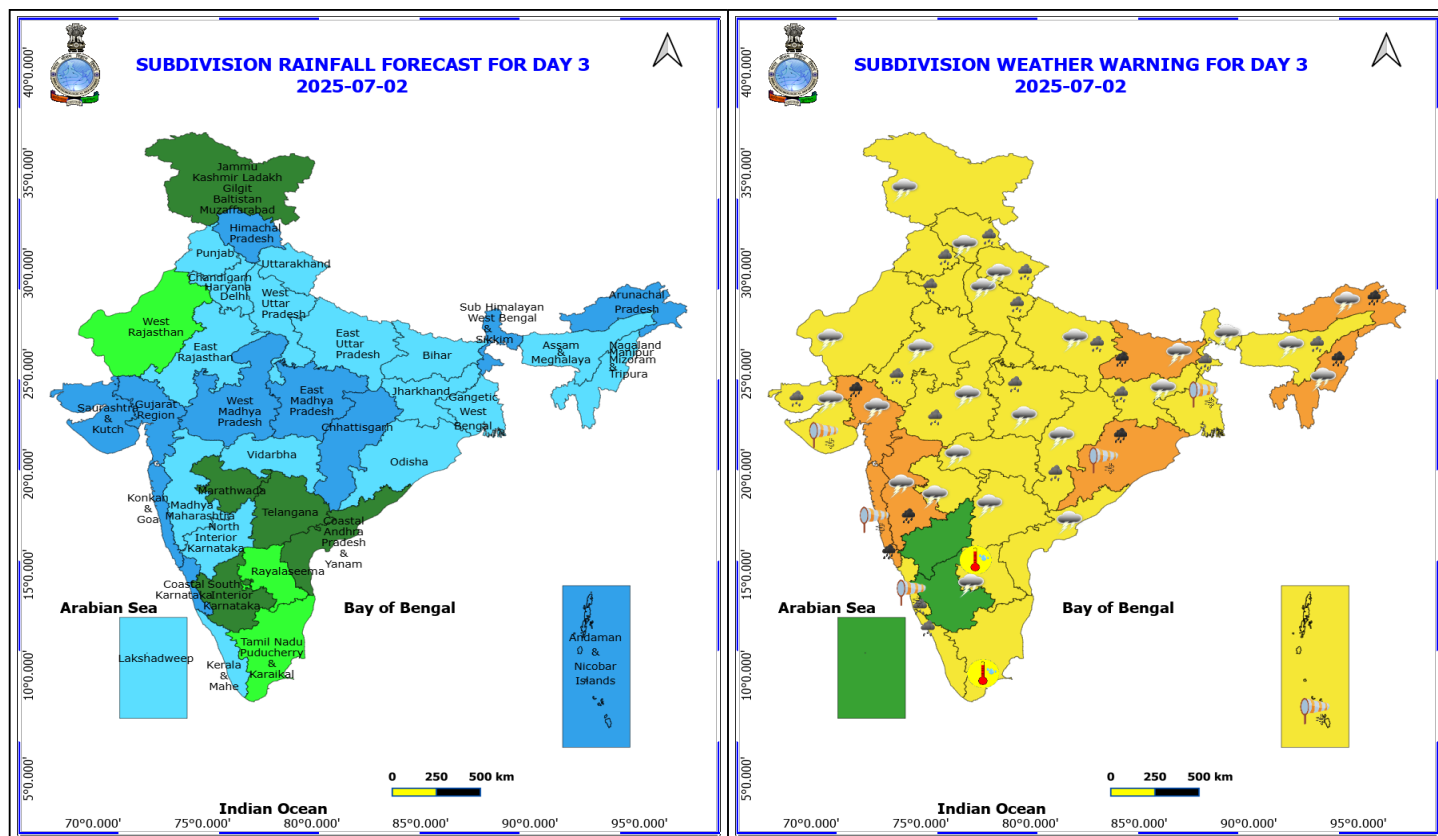 SUBDIVISION RAINFALL FORECAST FOR DAY 3
2025-07-02
40°0.000'
35°0.000'
30°0.000'
25°0.000'
20°0.000'
15°0.000'
10°0.000'
5°0.000'
Jammu
Kashmir Ladakh
Gilgit
Baltistan
Muzaffarabad
Himachal
Pradesh
Punjab
Uttarakhand
Chandigarh
Haryana
Delhi
West
Uttar
Pradesh
West
Rajasthan
East
Rajasthan
East
Uttar
Pradesh
Bihar
Sub Himalayan
West Bengal
&
Sikkim
Arunachal
Pradesh
Assam
&
Meghalaya
Nagaland
Manipur
Mizoram
&
Tripura
Jharkhand
Gangetic
West
Bengal
Saurashtra
&
Kutch
Gujarat
Region
West
Madhya
Pradesh
East
Madhya
Pradesh
Chhattisgarh
Vidarbha
Odisha
Konkan
&
Goa
Madhya
Maharashtra
Marathwada
North
Interior
Karnataka
Telangana
Coastal
Andhra
Pradesh
&
Yanam
Rayalaseema
Coastal
Karnataka
South
Interior
Karnataka
Arabian Sea
Bay of Bengal
Lakshadweep
Kerala
&
Mahe
Tamil Nadu
Puducherry
&
Karaikal
Andaman
&
Nicobar
Islands
0 250 500 km
Indian Ocean
70°0.000' 75°0.000' 80°0.000' 85°0.000' 90°0.000' 95°0.000'
SUBDIVISION WEATHER WARNING FOR DAY 3
2025-07-02
40°0.000'
35°0.000'
30°0.000'
25°0.000'
20°0.000'
15°0.000'
10°0.000'
5°0.000'
Arabian Sea
Bay of Bengal
0 250 500 km
Indian Ocean
70°0.000' 75°0.000' 80°0.000' 85°0.000' 90°0.000' 95°0.000'